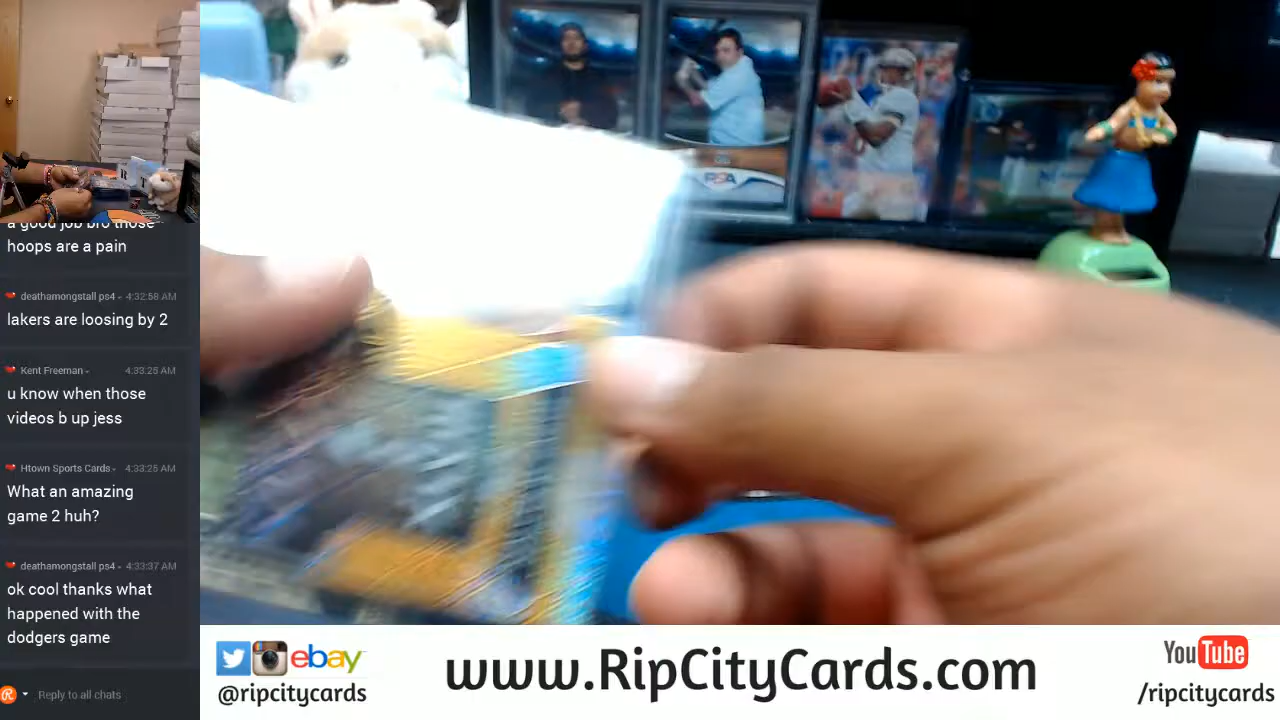 a good job bro those
hoops are a pain
deathamongstall ps4 4:32:58 AM
lakers are loosing by 2
Kent Freeman 4:33:25 AM
u know when those
videos b up jess
Htown Sports Cards 4:33:25 AM
What an amazing
game 2 huh?
deathamongstall ps4 4:33:37 AM
ok cool thanks what
happened with the
dodgers game
Reply to all chats
PSA
ebay
@ripcitycards
www.RipCityCards.com
YouTube
/ripcitycards